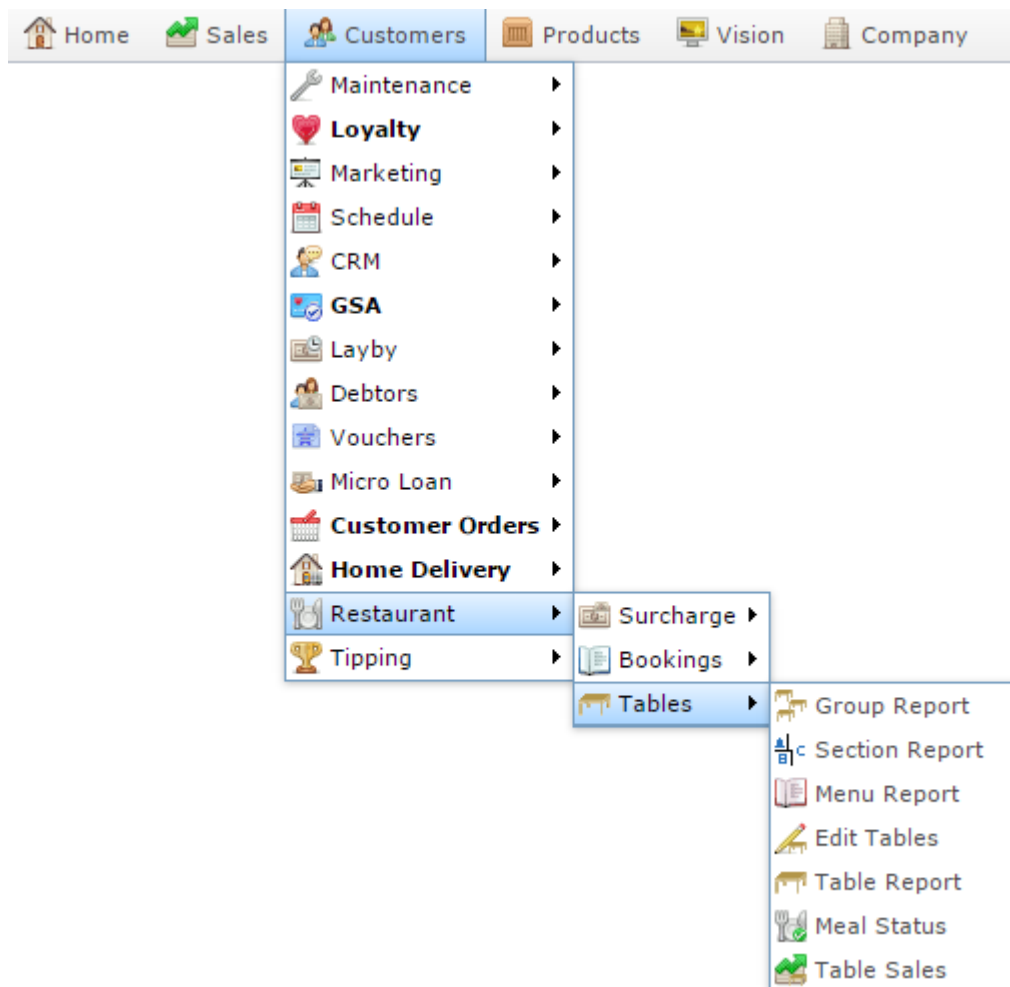 Home Sales Customers Products Vision Company
Maintenance
Loyalty
Marketing
Schedule
CRM
GSA
Layby
Debtors
Vouchers
Micro Loan
Customer Orders
Home Delivery
Restaurant
Tipping
Surcharge
Bookings
Tables
Group Report
Section Report
Menu Report
Edit Tables
Table Report
Meal Status
Table Sales